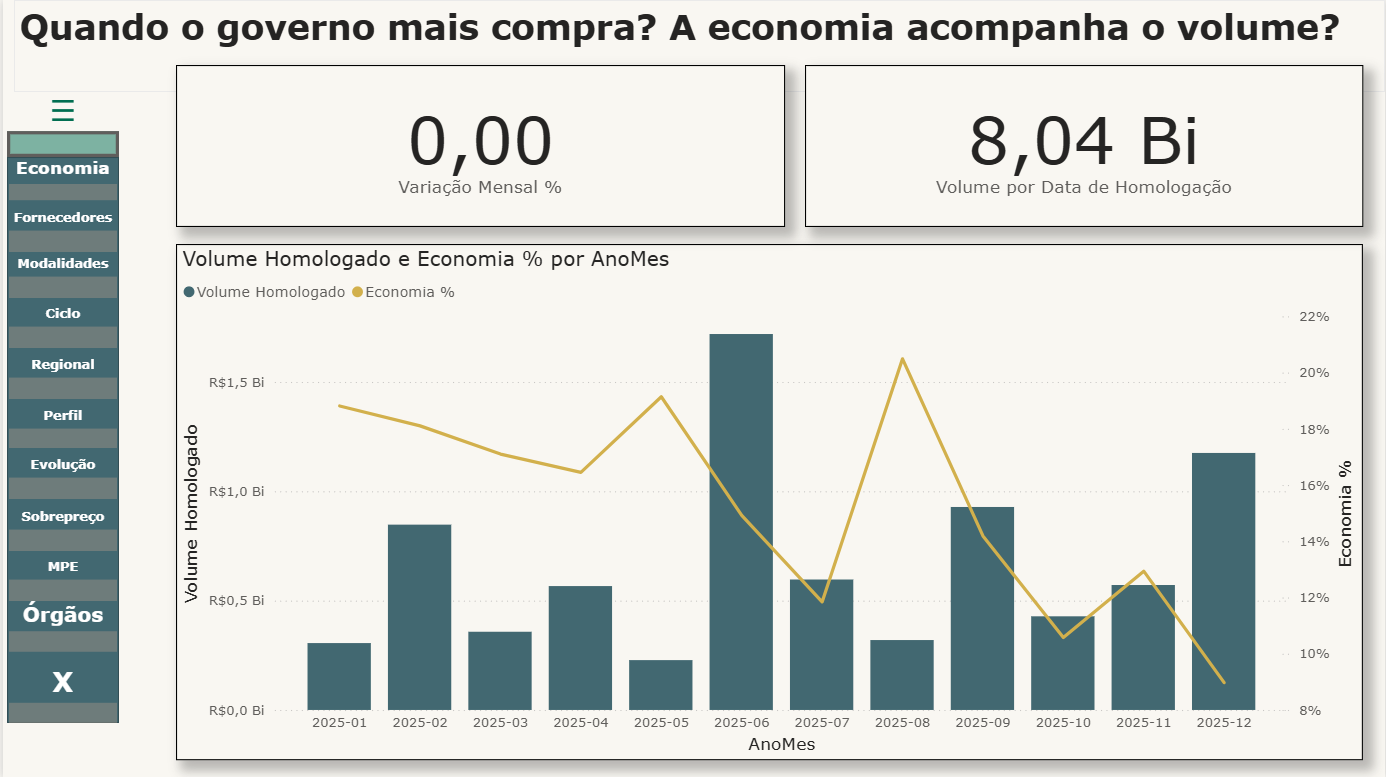 Quando o governo mais compra? A economia acompanha o volume?
☰
Economia
Fornecedores
Modalidades
Ciclo
Regional
Perfil
Evolução
Sobrepreço
MPE
Órgãos
X
0,00
Variação Mensal %
8,04 Bi
Volume por Data de Homologação
Volume Homologado e Economia % por AnoMes
Volume Homologado Economia %
Volume Homologado
R$1,5 Bi
R$1,0 Bi
R$0,5 Bi
R$0,0 Bi
22%
20%
18%
16%
14%
12%
10%
8%
Economia %
2025-01 2025-02 2025-03 2025-04 2025-05 2025-06 2025-07 2025-08 2025-09 2025-10 2025-11 2025-12
AnoMes